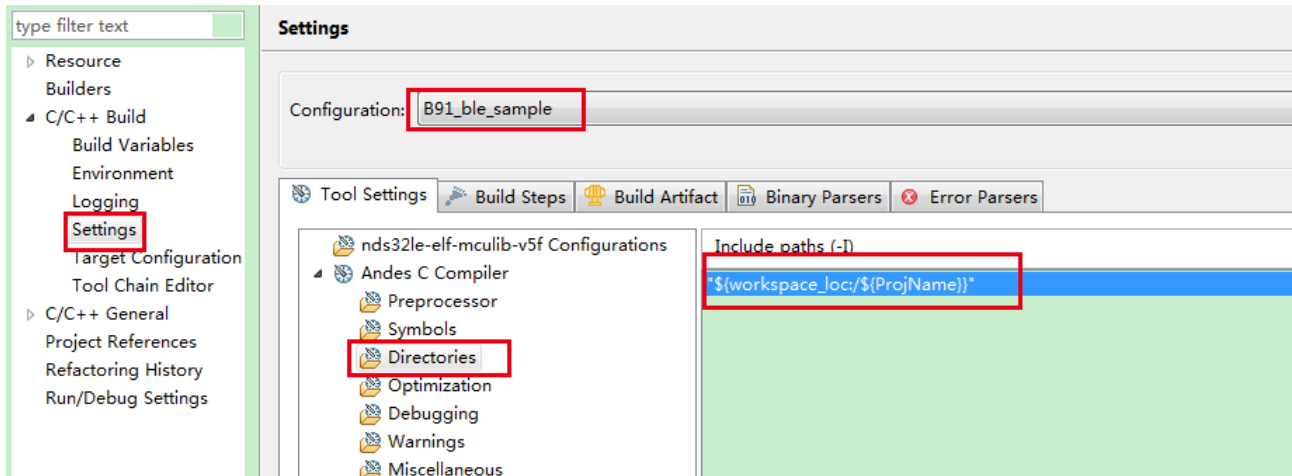 type filter text
Resource
Builders
C/C++ Build
Build Variables
Environment
Logging
Settings
Target Configuration
Tool Chain Editor
C/C++ General
Project References
Refactoring History
Run/Debug Settings
Settings
Configuration: B91_ble_sample
Tool Settings Build Steps Build Artifact Binary Parsers Error Parsers
nds32le-elf-mculib-v5f Configurations
Andes C Compiler
Preprocessor
Symbols
Directories
Optimization
Debugging
Warnings
Miscellaneous
Include paths (-I)
"${workspace_loc:/${ProjName}}"